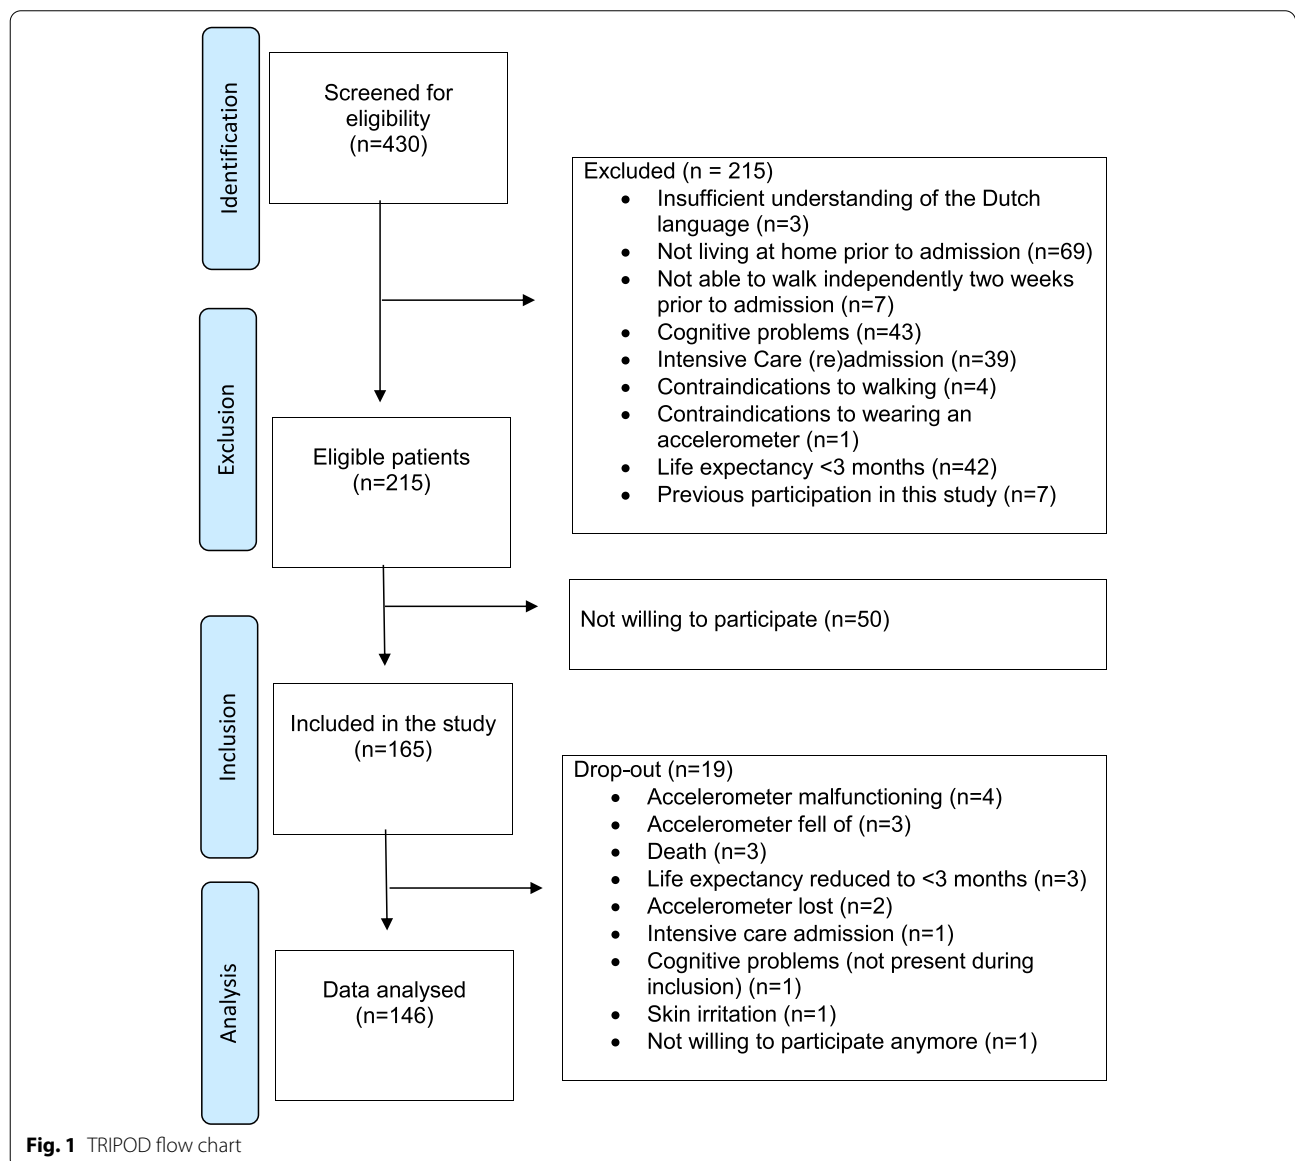 Identification
Screened for
eligibility
(n=430)
Excluded (n = 215)
• Insufficient understanding of the Dutch
language (n=3)
• Not living at home prior to admission (n=69)
• Not able to walk independently two weeks
prior to admission (n=7)
• Cognitive problems (n=43)
• Intensive Care (re)admission (n=39)
• Contraindications to walking (n=4)
• Contraindications to wearing an
accelerometer (n=1)
• Life expectancy <3 months (n=42)
• Previous participation in this study (n=7)
Exclusion
Eligible patients
(n=215)
Not willing to participate (n=50)
Inclusion
Included in the study
(n=165)
Drop-out (n=19)
• Accelerometer malfunctioning (n=4)
• Accelerometer fell of (n=3)
• Death (n=3)
• Life expectancy reduced to <3 months (n=3)
• Accelerometer lost (n=2)
• Intensive care admission (n=1)
• Cognitive problems (not present during
inclusion) (n=1)
• Skin irritation (n=1)
• Not willing to participate anymore (n=1)
Analysis
Data analysed
(n=146)
Fig. 1 TRIPOD flow chart